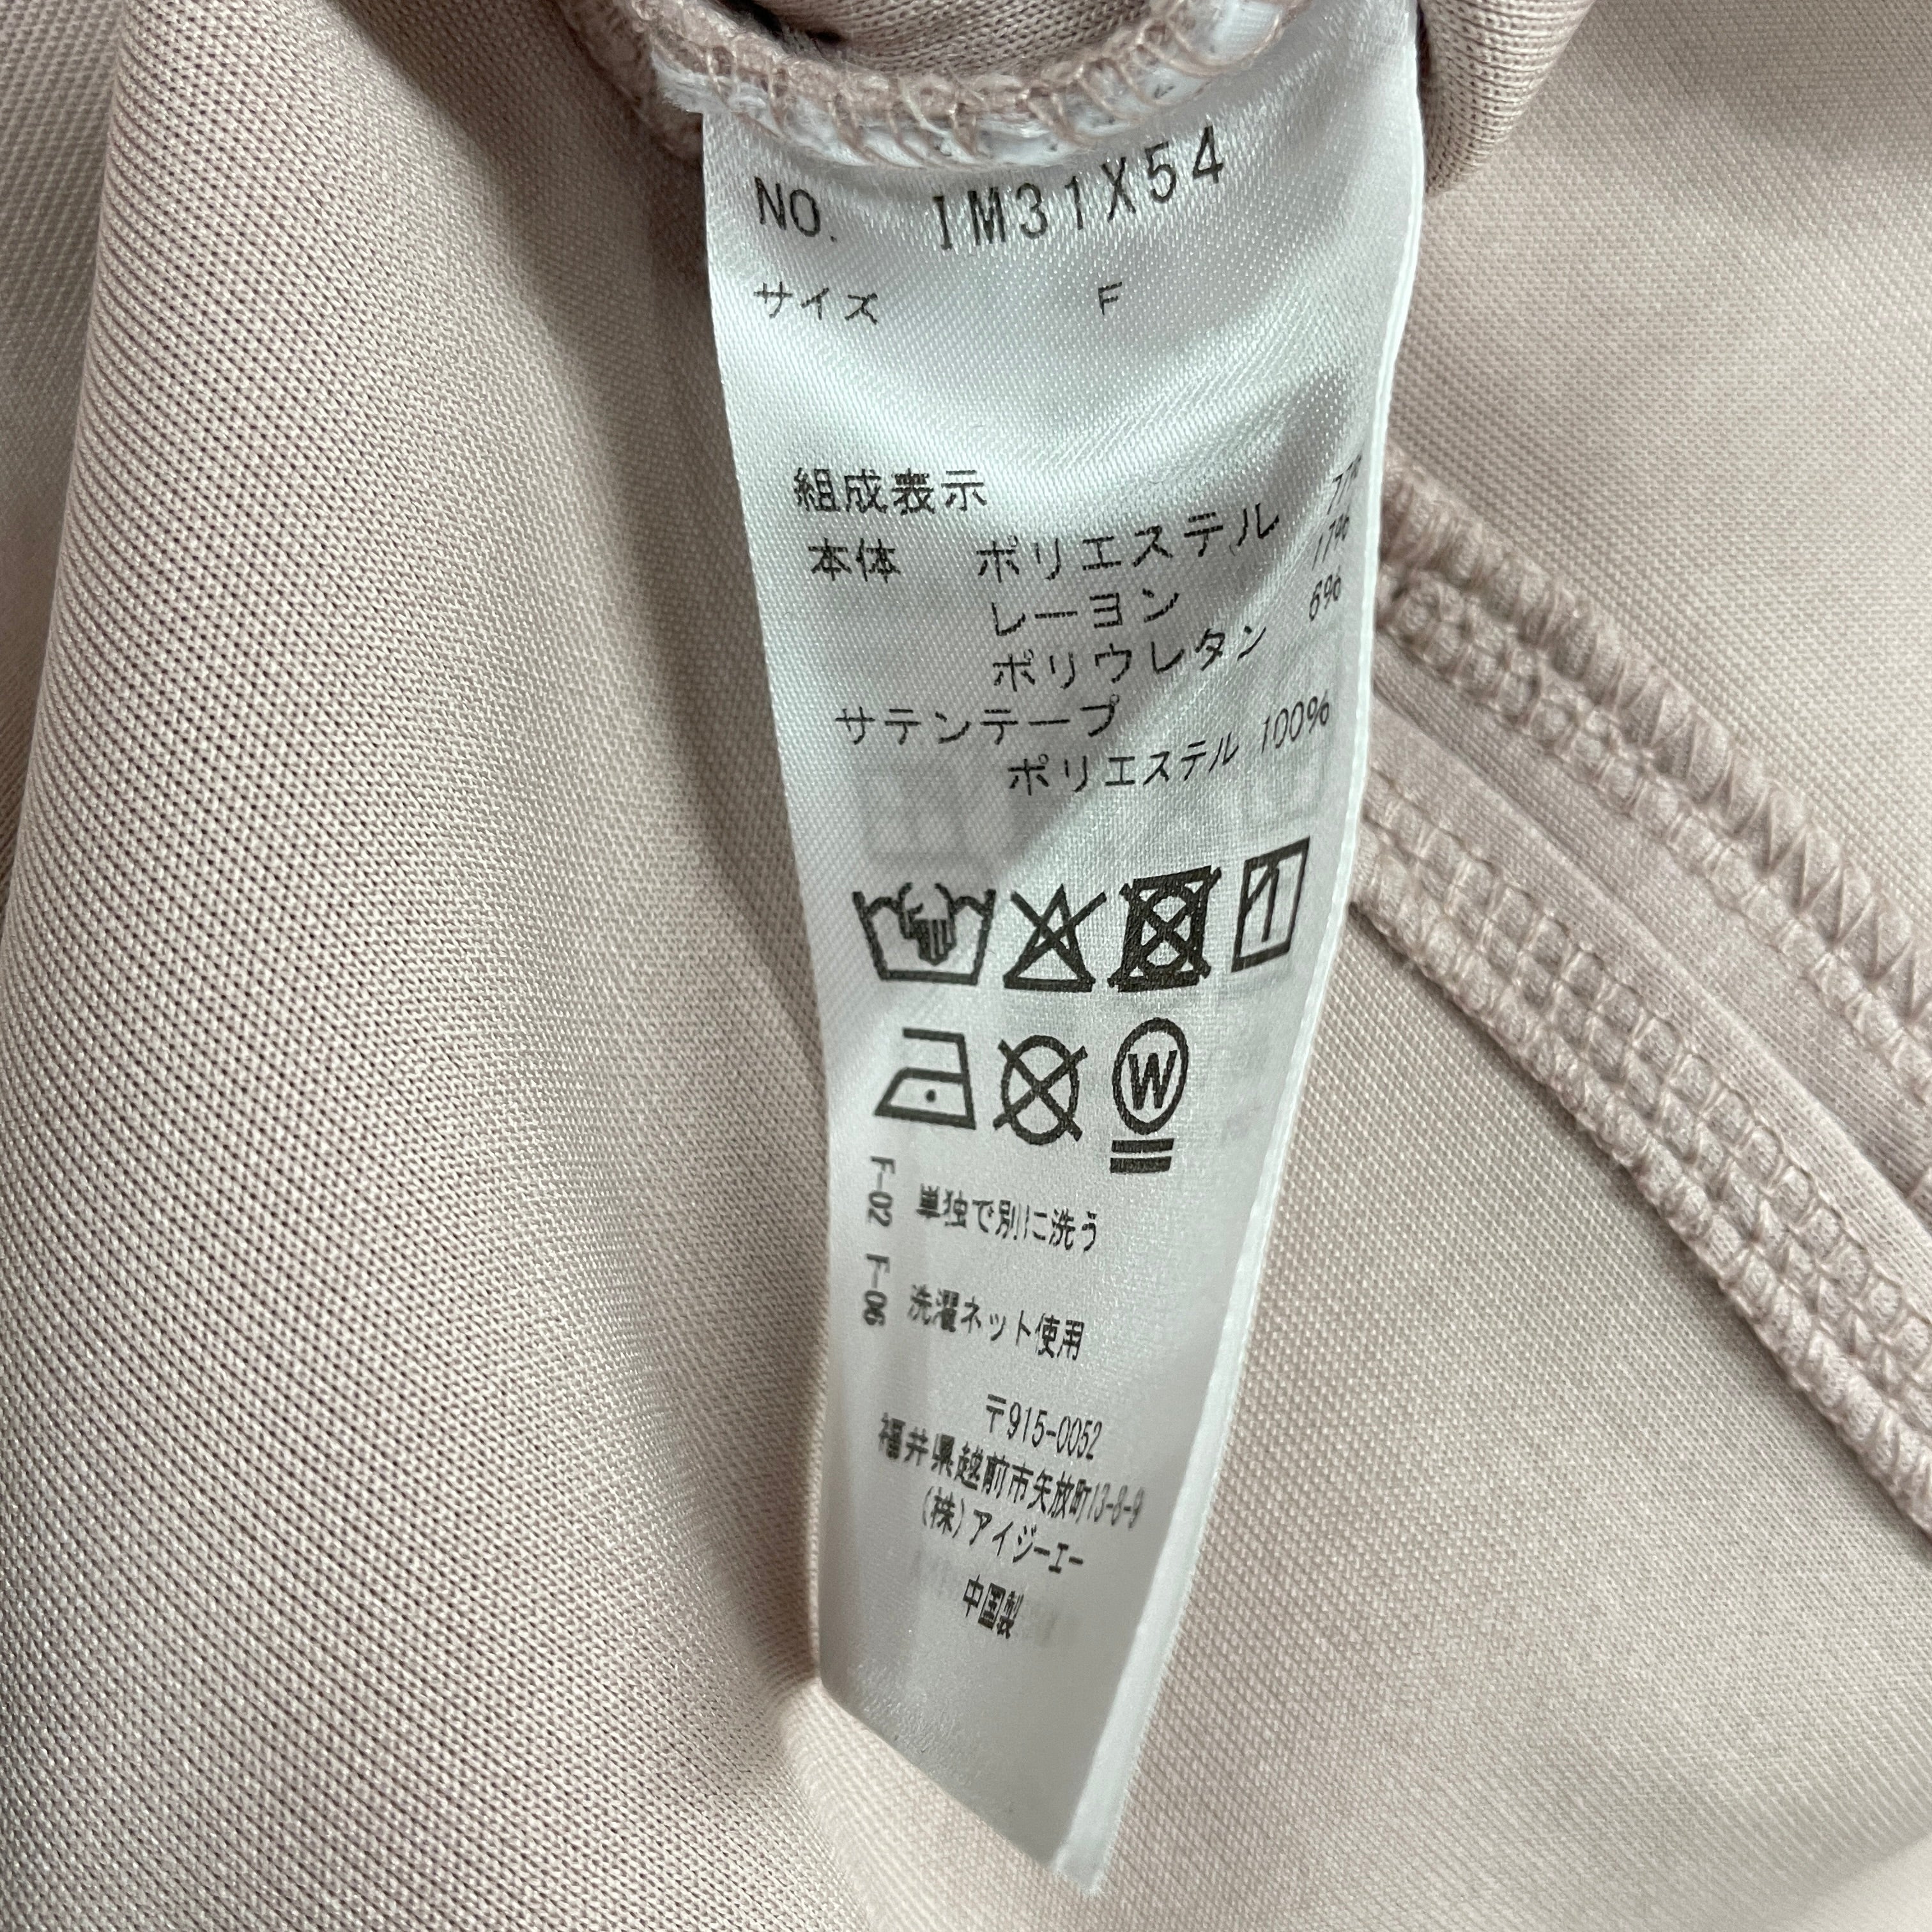 NO. IM31X54
サイズ F
組成表示
本体 ポリエステル 77%
レーヨン 17%
ポリウレタン 6%
サテンテープ
ポリエステル 100%
W
F-02 単独で別に洗う
F-06 洗濯ネット使用
〒915-0052
福井県越前市矢放町13-8-9
(株)アイジーエー
中国製